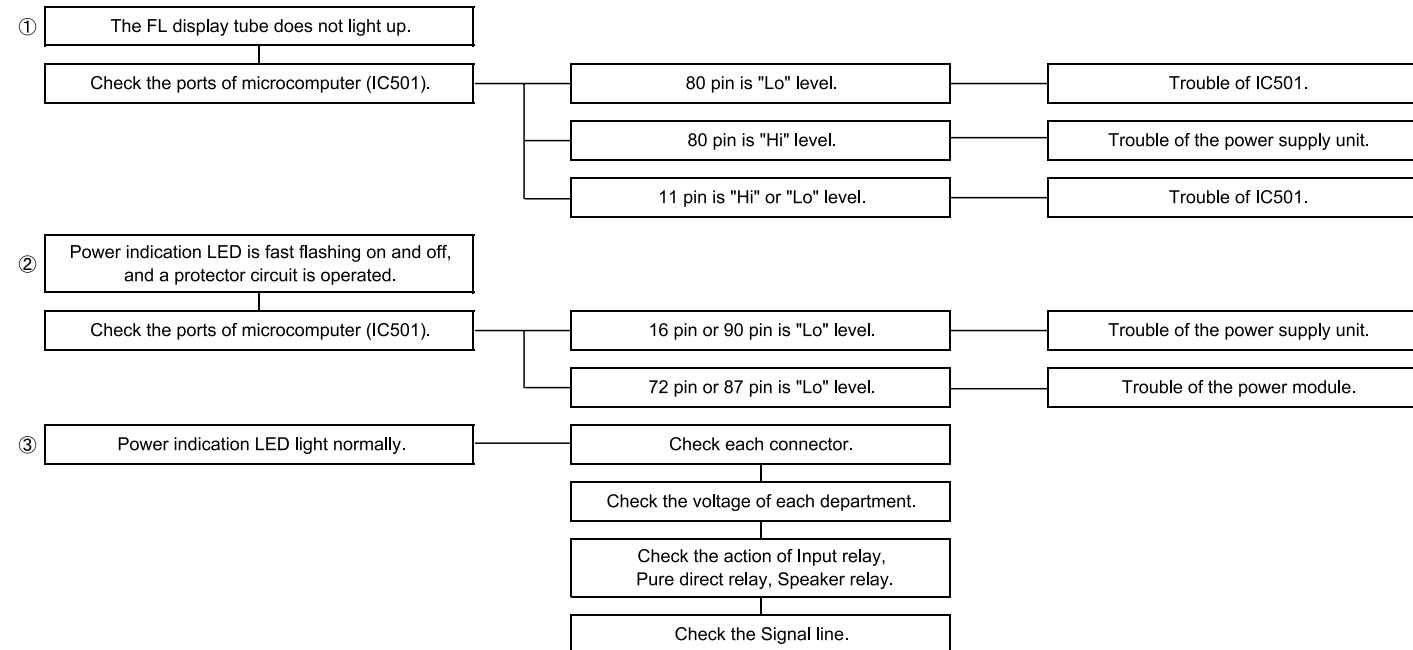 ① The FL display tube does not light up.
Check the ports of microcomputer (IC501).
80 pin is "Lo" level.
Trouble of IC501.
80 pin is "Hi" level.
Trouble of the power supply unit.
11 pin is "Hi" or "Lo" level.
Trouble of IC501.
② Power indication LED is fast flashing on and off,
and a protector circuit is operated.
Check the ports of microcomputer (IC501).
16 pin or 90 pin is "Lo" level.
Trouble of the power supply unit.
72 pin or 87 pin is "Lo" level.
Trouble of the power module.
③ Power indication LED light normally.
Check each connector.
Check the voltage of each department.
Check the action of Input relay,
Pure direct relay, Speaker relay.
Check the Signal line.